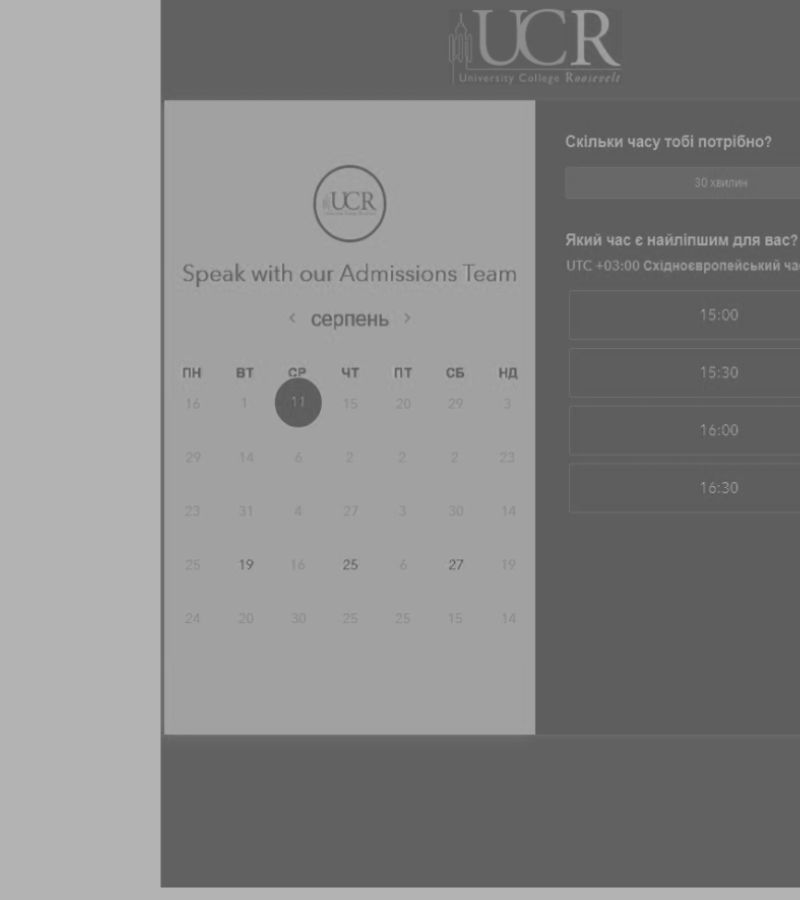 UCR
University College Roosevelt
UCR
Speak with our Admissions Team
< серпень >
ПН ВТ СР ЧТ ПТ СБ НД
16 1 11 15 20 29 3
29 14 6 2 2 2 23
23 31 4 27 3 30 14
25 19 16 25 6 27 19
24 20 30 25 25 15 14
Скільки часу тобі потрібно?
30 хвилин
Який час є найліпшим для вас?
UTC +03:00 Східноєвропейський ча
15:00
15:30
16:00
16:30